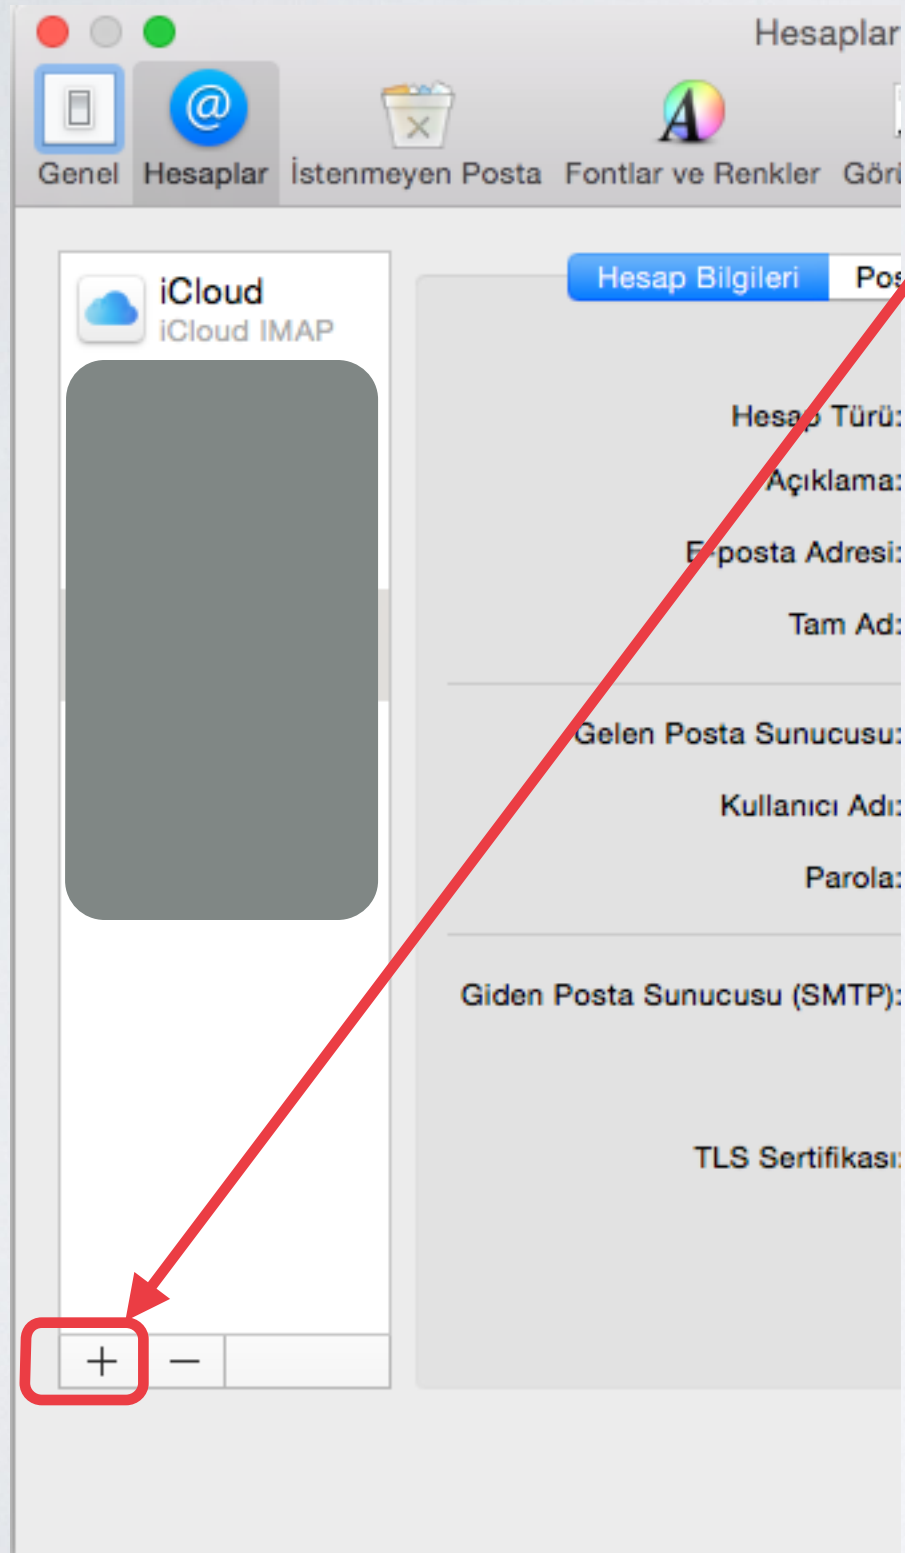 Hesaplar
Genel
Hesaplar
İstenmeyen Posta
Fontlar ve Renkler
iCloud
iCloud IMAP
Hesap Bilgileri
Hesap Türü:
Açıklama:
E-posta Adresi:
Tam Ad:
Gelen Posta Sunucusu:
Kullanıcı Adı:
Parola:
Giden Posta Sunucusu (SMTP):
TLS Sertifikası: